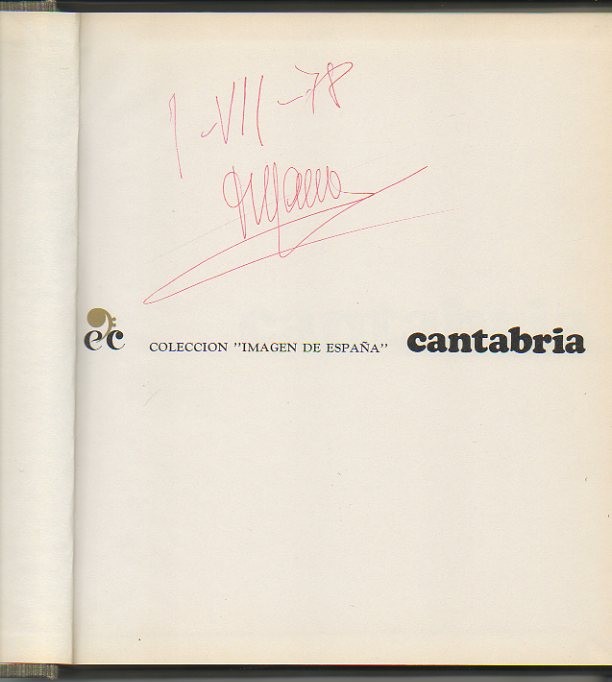 1-VII-78
ec
COLECCION "IMAGEN DE ESPAÑA" cantabria